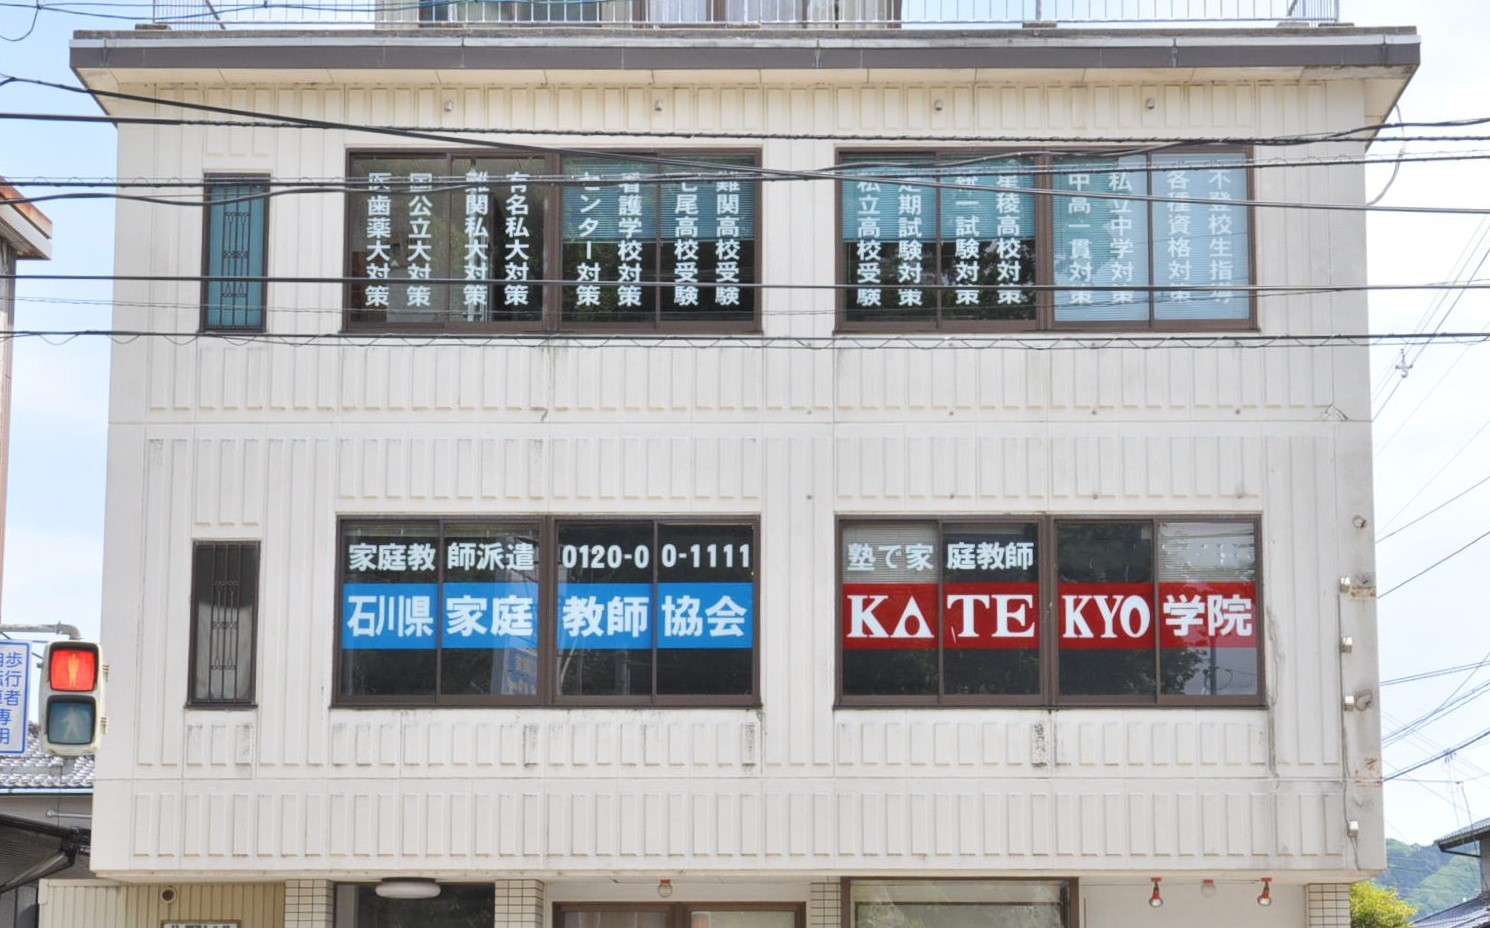 医歯薬大対策
国公立大対策
難関私大対策
有名私大対策
センター対策
看護学校対策
七尾高校受験
難関高校受験
私立高校受験
定期試験対策
統一試験対策
星稜高校対策
中高一貫対策
私立中学対策
各種資格対策
不登校生指導
家庭教師派遣 0120-00-1111
石川県家庭教師協会
塾で家庭教師
KATEKYO学院
歩行者
専用